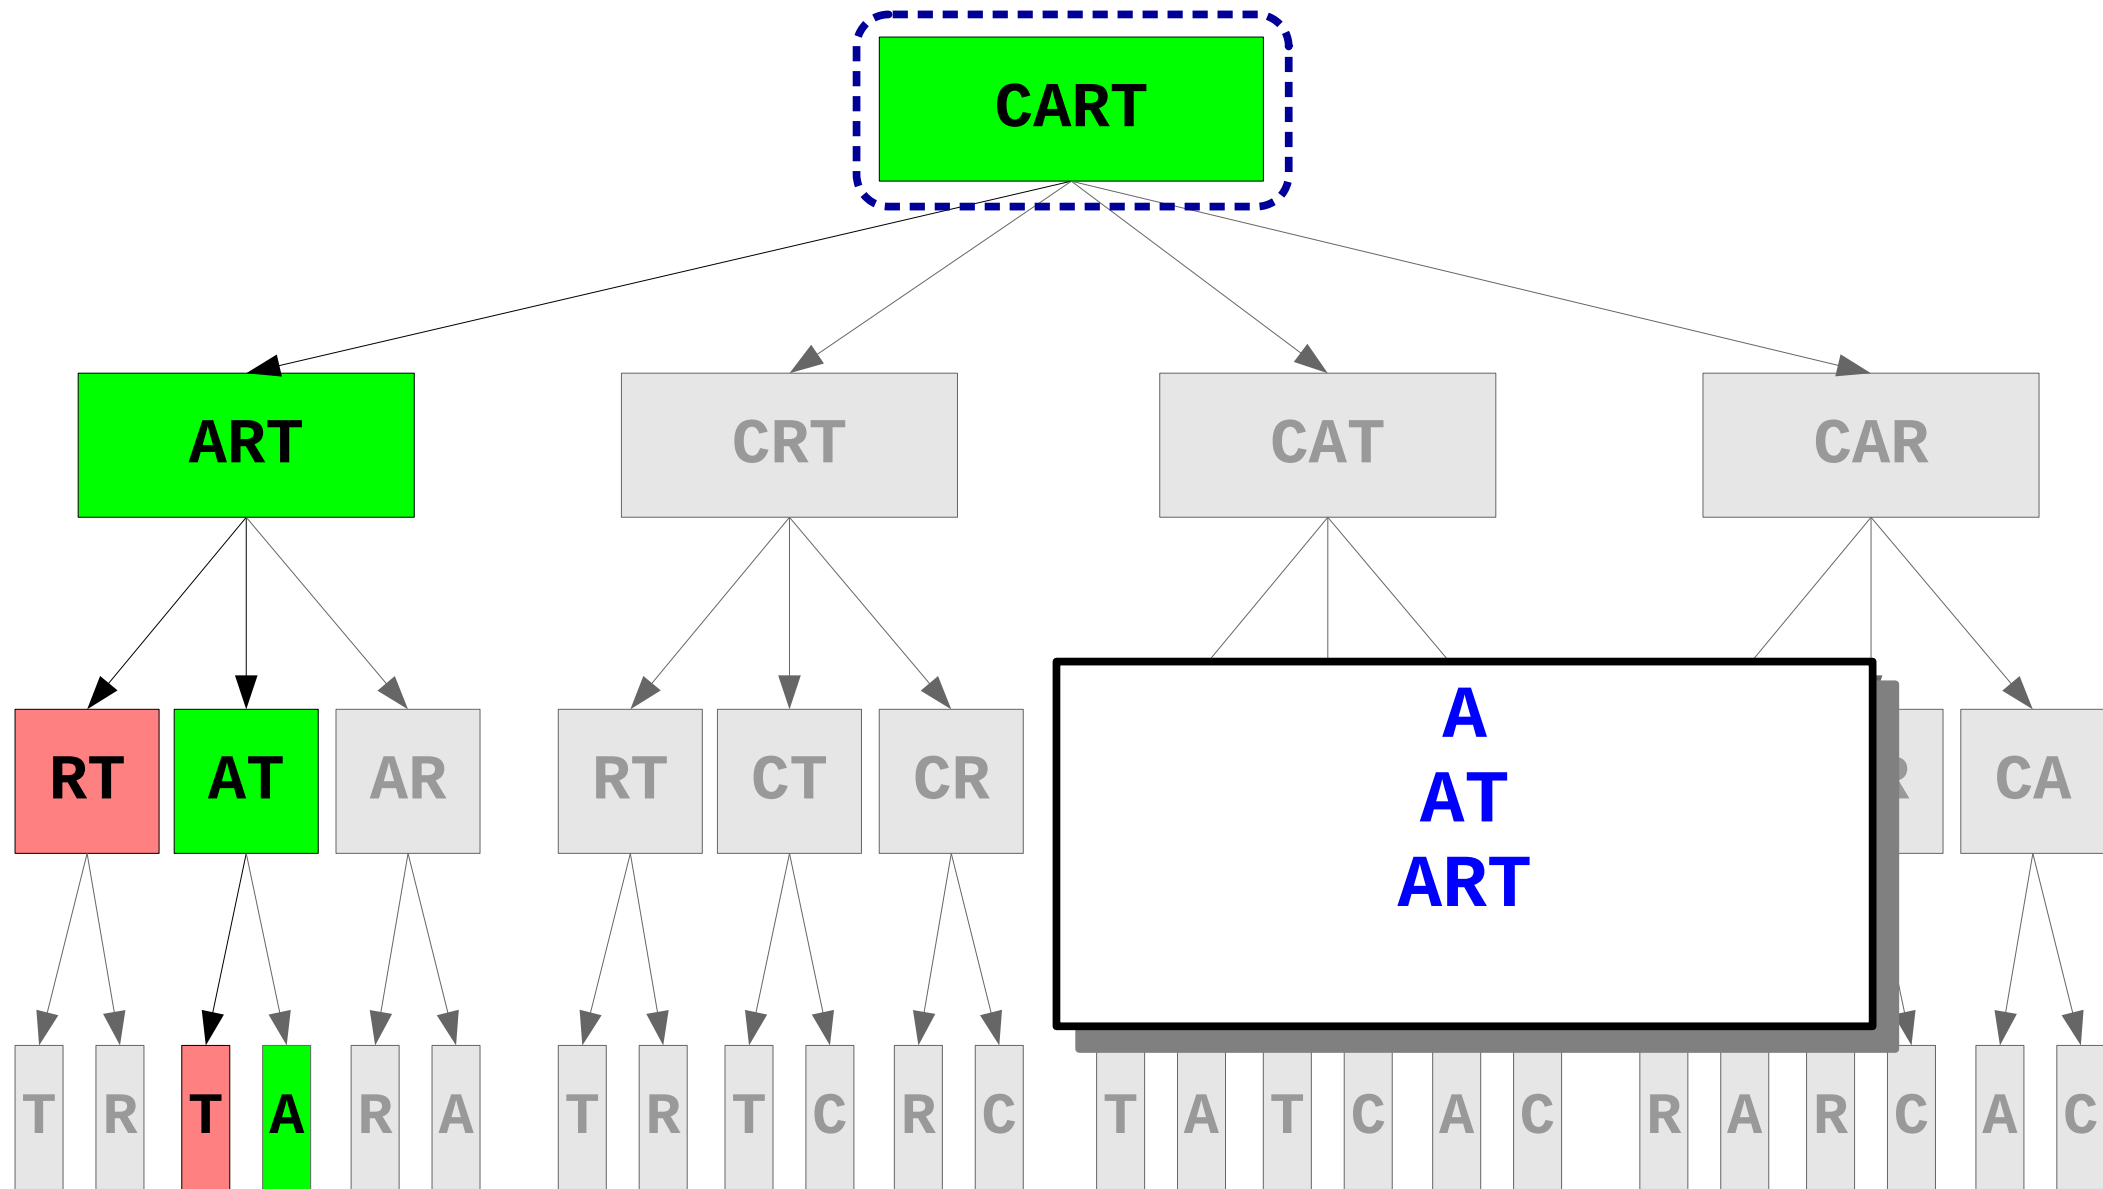 CART
ART CRT CAT CAR
RT AT AR RT CT CR R CA
A
AT
ART
T R T A R A T R T C R C T A T C A C R A R C A C